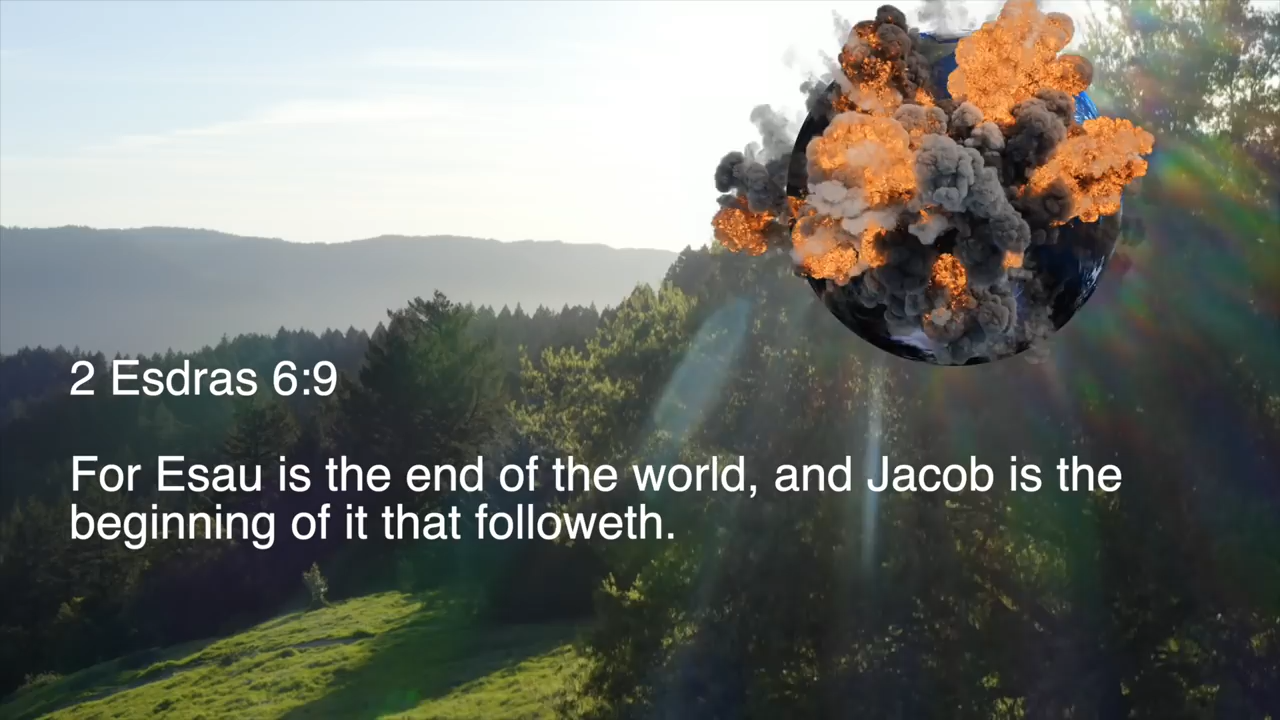 2 Esdras 6:9
For Esau is the end of the world, and Jacob is the
beginning of it that followeth.